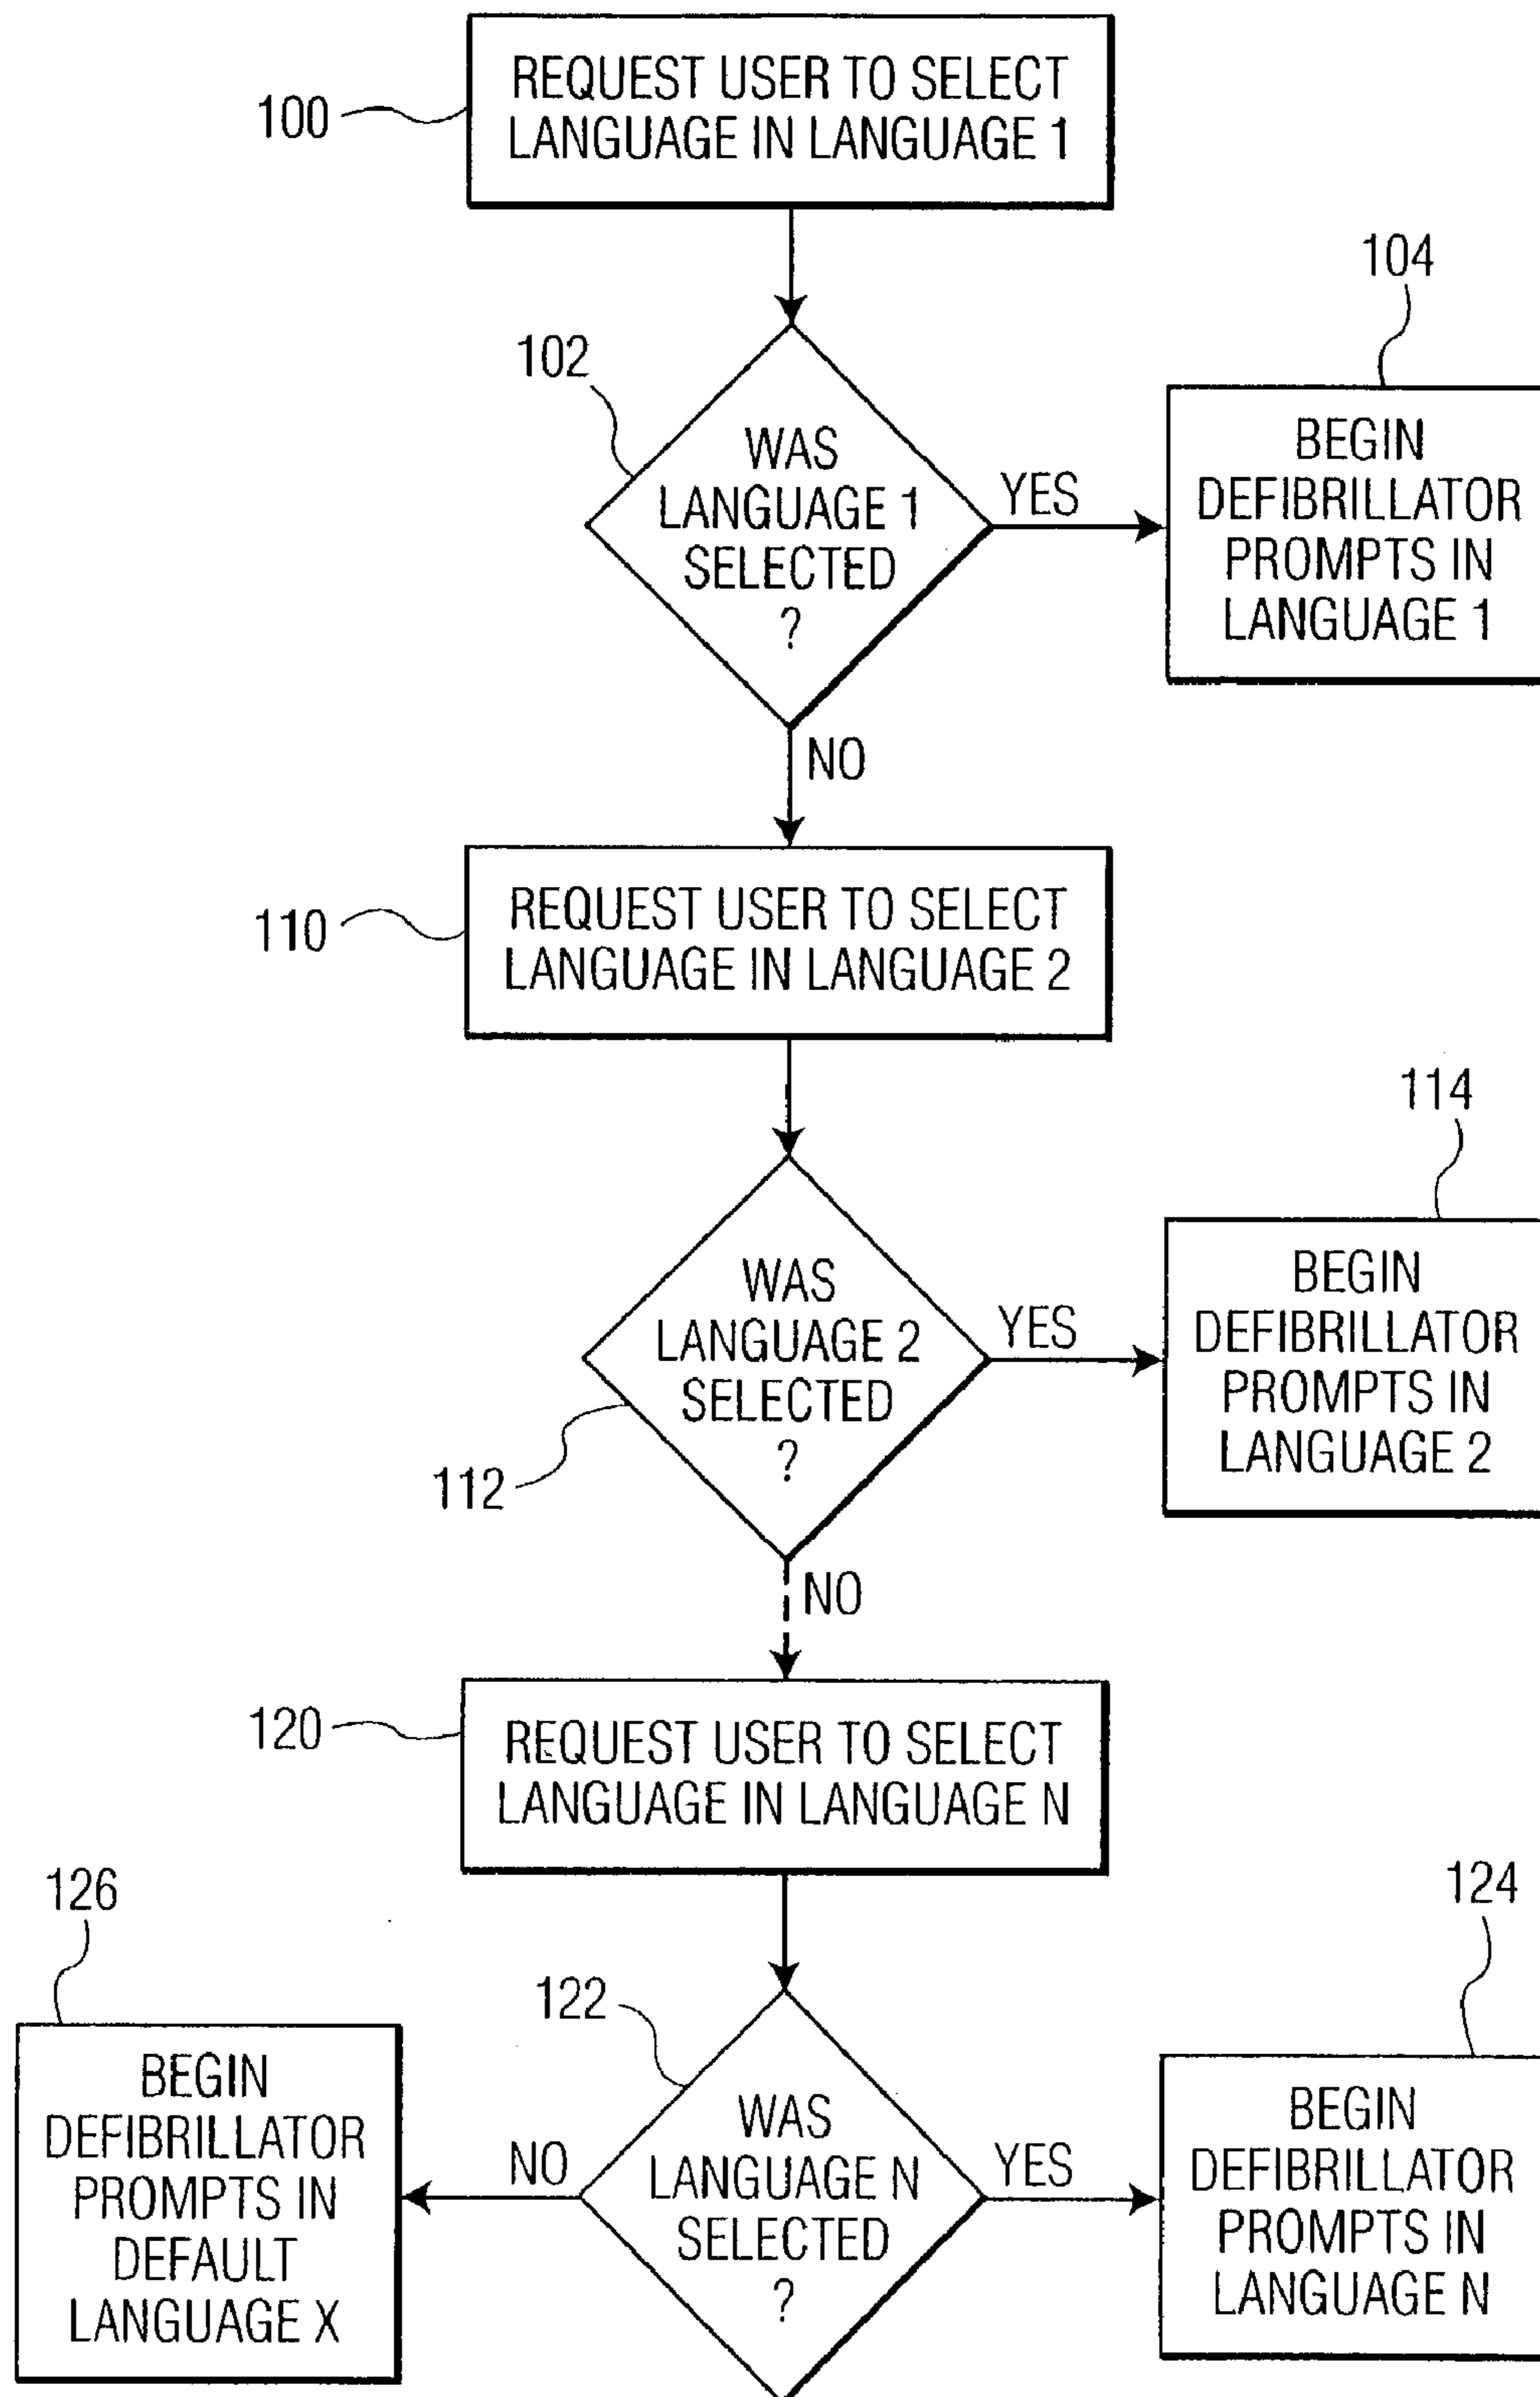 REQUEST USER TO SELECT
LANGUAGE IN LANGUAGE 1
100
104
102
WAS
LANGUAGE 1
SELECTED
?
YES
BEGIN
DEFIBRILLATOR
PROMPTS IN
LANGUAGE 1
NO
REQUEST USER TO SELECT
LANGUAGE IN LANGUAGE 2
110
114
WAS
LANGUAGE 2
SELECTED
?
YES
BEGIN
DEFIBRILLATOR
PROMPTS IN
LANGUAGE 2
112
NO
120
REQUEST USER TO SELECT
LANGUAGE IN LANGUAGE N
126
124
122
BEGIN
DEFIBRILLATOR
PROMPTS IN
DEFAULT
LANGUAGE X
NO
WAS
LANGUAGE N
SELECTED
?
YES
BEGIN
DEFIBRILLATOR
PROMPTS IN
LANGUAGE N